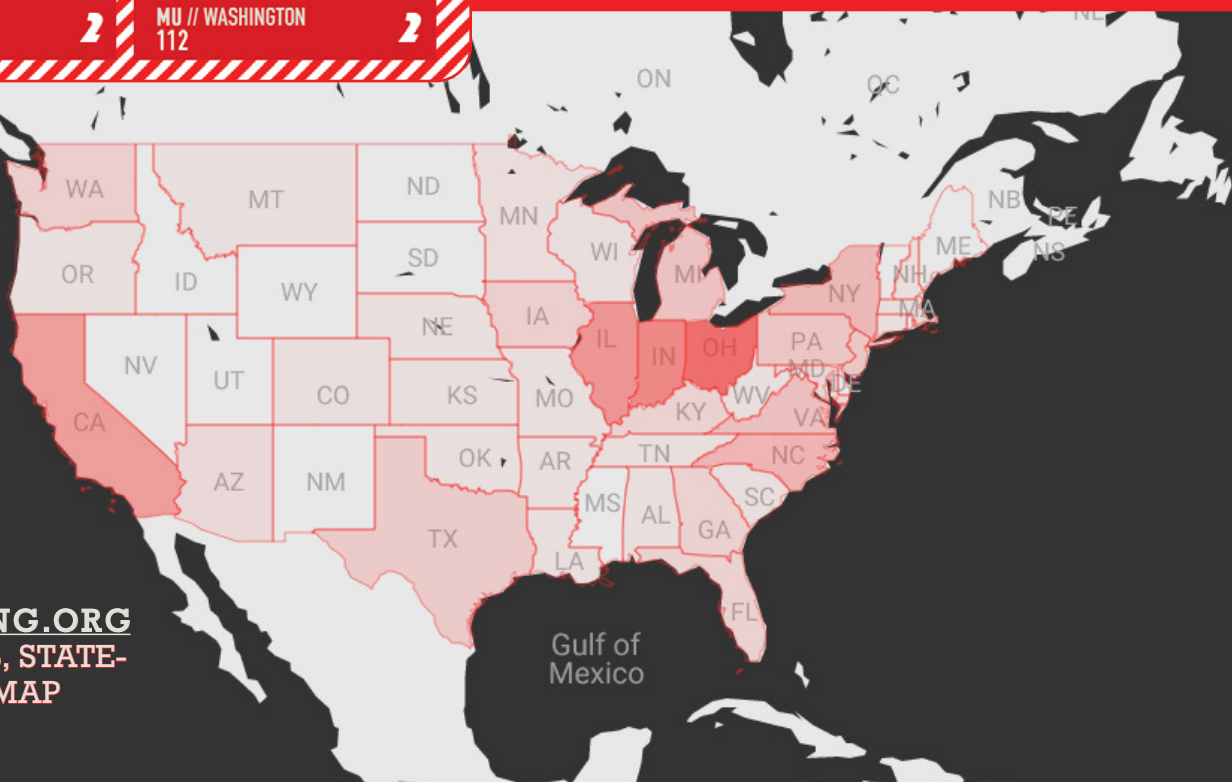 2
MU // WASHINGTON
112
2
NL
ON
QC
WA
MT
ND
MN
NB
PE
OR
ID
SD
WI
MI
ME
NS
WY
NH
NY
MA
NE
IA
IL
IN
OH
PA
MD
DE
NV
UT
CO
KS
MO
WV
KY
VA
CA
AZ
NM
OK
AR
TN
NC
MS
AL
SC
GA
TX
LA
FL
Gulf of
Mexico
NG.ORG
, STATE-
MAP